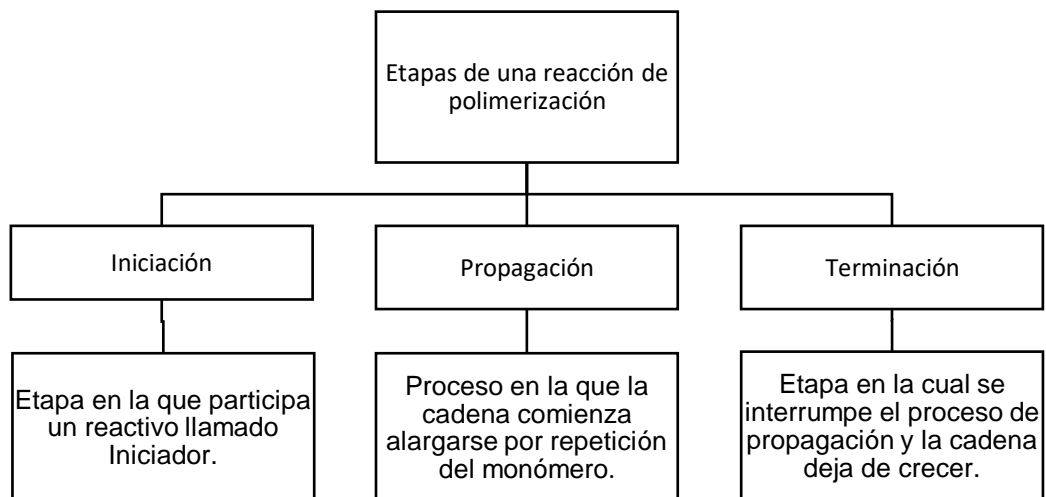 Etapas de una reacción de
polimerización
Iniciación
Propagación
Terminación
Etapa en la que participa
un reactivo llamado
Iniciador.
Proceso en la que la
cadena comienza
alargarse por repetición
del monómero.
Etapa en la cual se
interrumpe el proceso de
propagación y la cadena
deja de crecer.